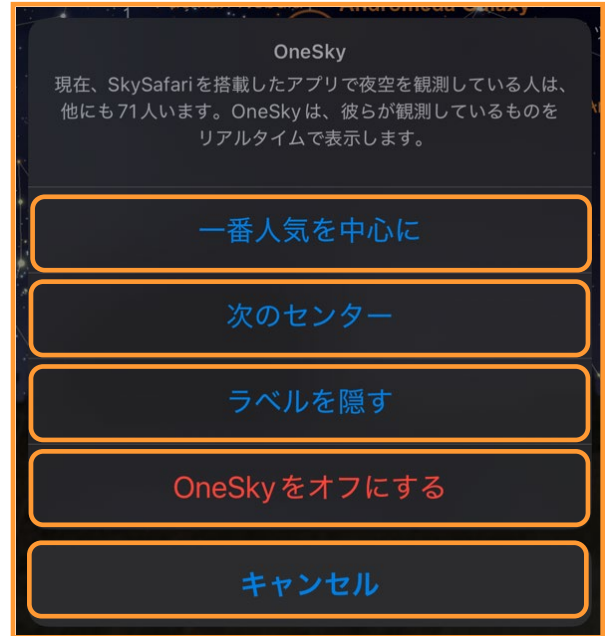 Andromeda Galaxy
OneSky
現在、SkySafariを搭載したアプリで夜空を観測している人は、
他にも71人います。OneSkyは、彼らが観測しているものを
リアルタイムで表示します。
一番人気を中心に
次のセンター
ラベルを隠す
OneSkyをオフにする
キャンセル